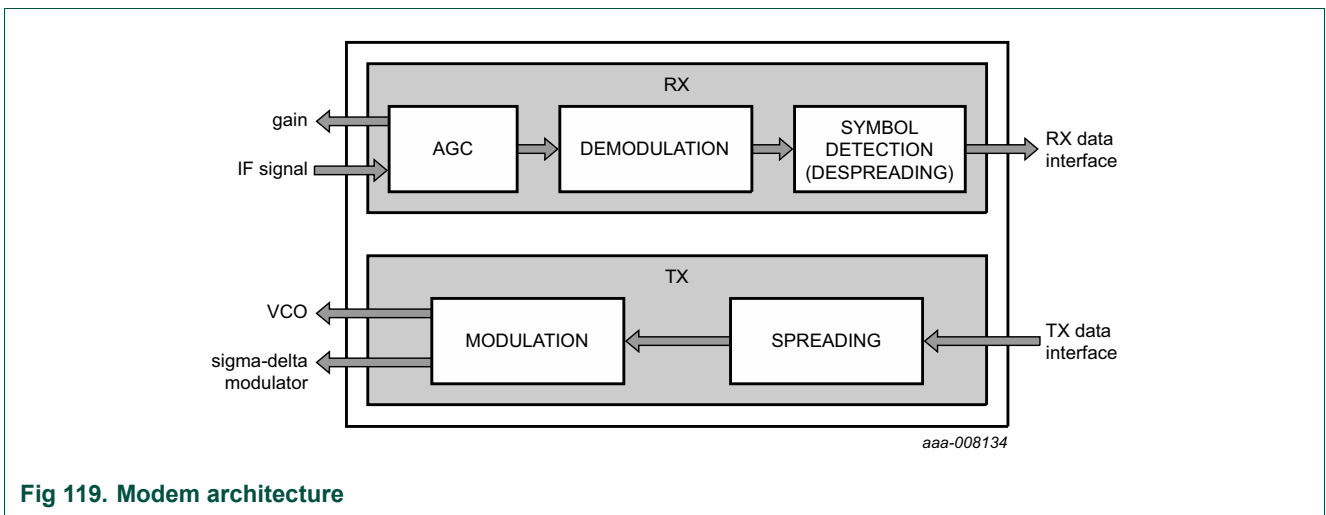 RX
gain
IF signal
AGC
DEMODULATION
SYMBOL
DETECTION
(DESPREADING)
RX data
interface
TX
VCO
sigma-delta
modulator
MODULATION
SPREADING
TX data
interface
aaa-008134
Fig 119. Modem architecture